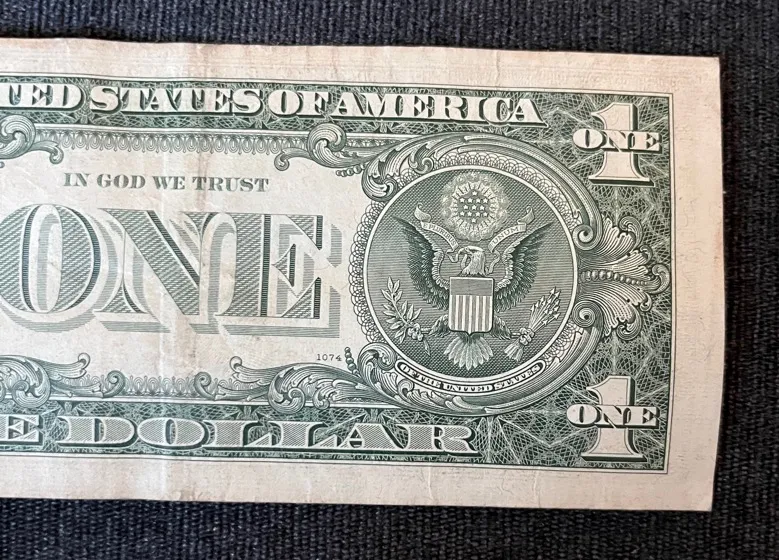 TED STATES OF AMERICA
ONE
1
IN GOD WE TRUST
ONE
1074
OF THE UNITED STATES
ONE
1
E DOLLAR